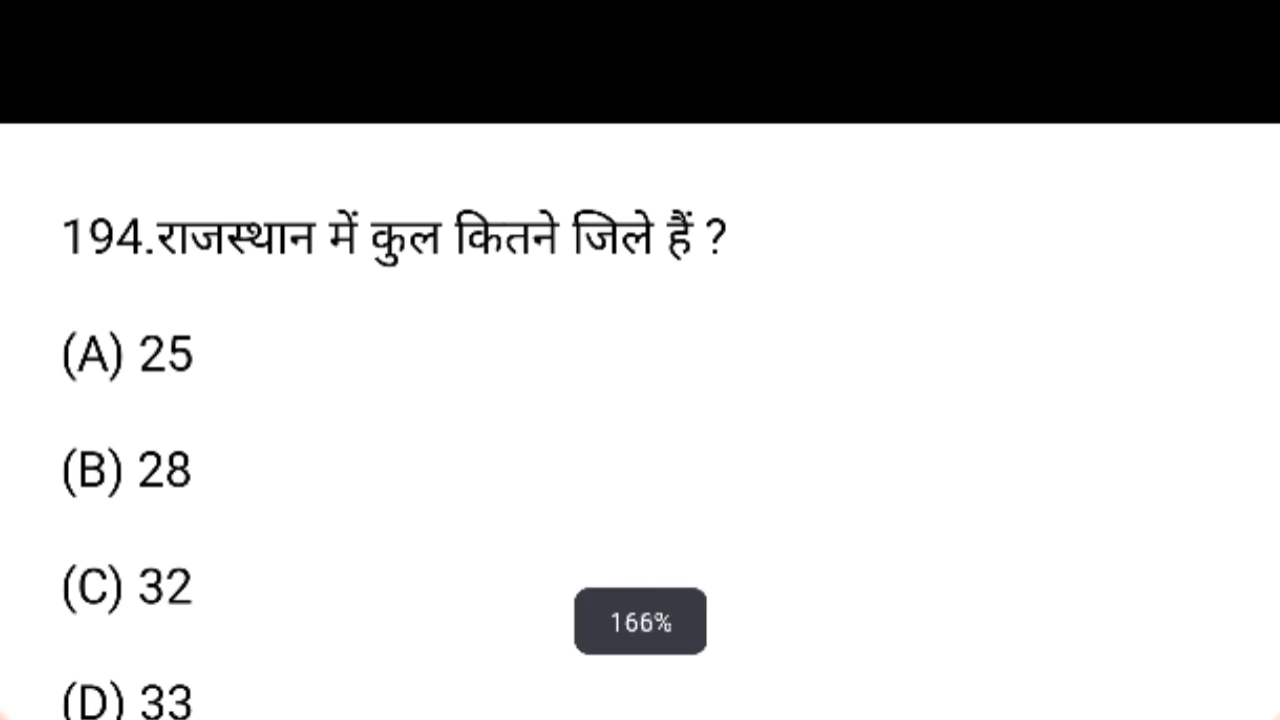 194.राजस्थान में कुल कितने जिले हैं ?
(A) 25
(B) 28
(C) 32
166%
(D) 33